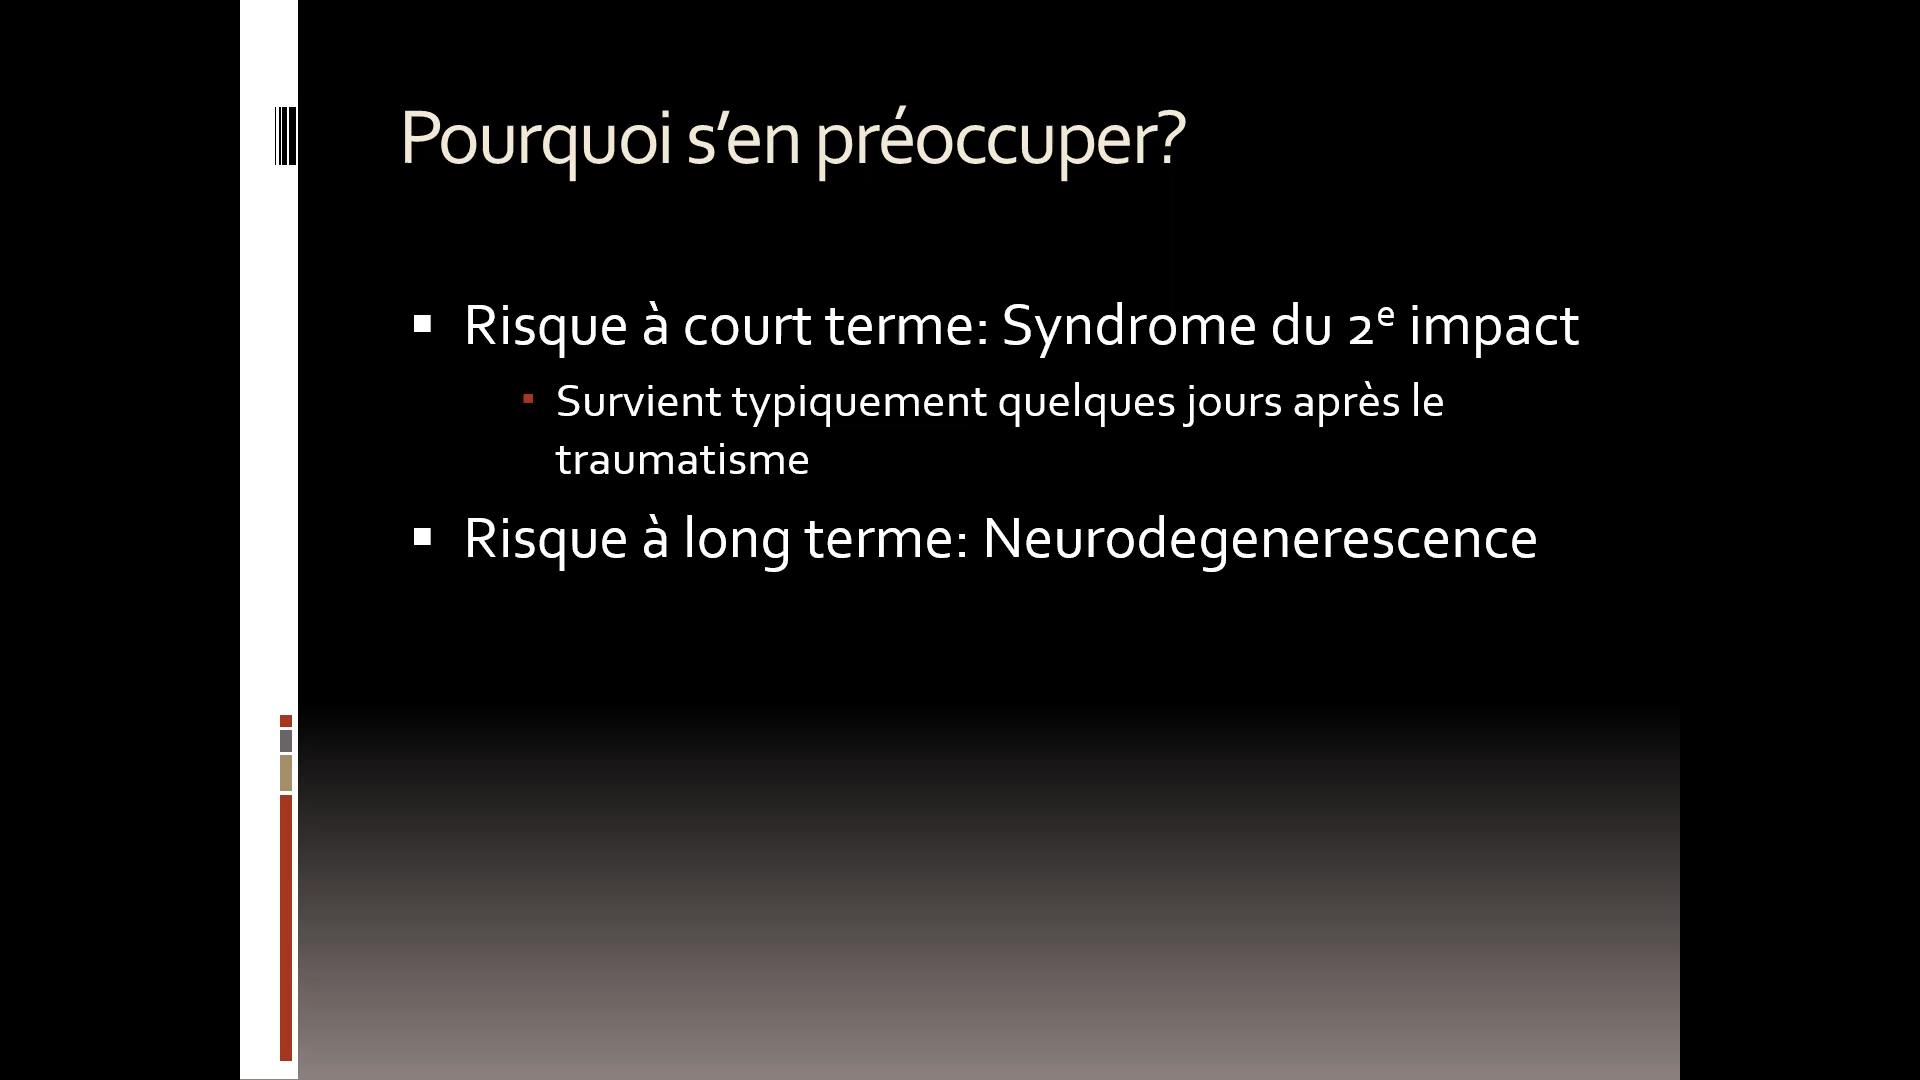 Pourquoi s’en préoccuper?
Risque à court terme: Syndrome du 2e impact
Survient typiquement quelques jours après le
traumatisme
Risque à long terme: Neurodegenerescence